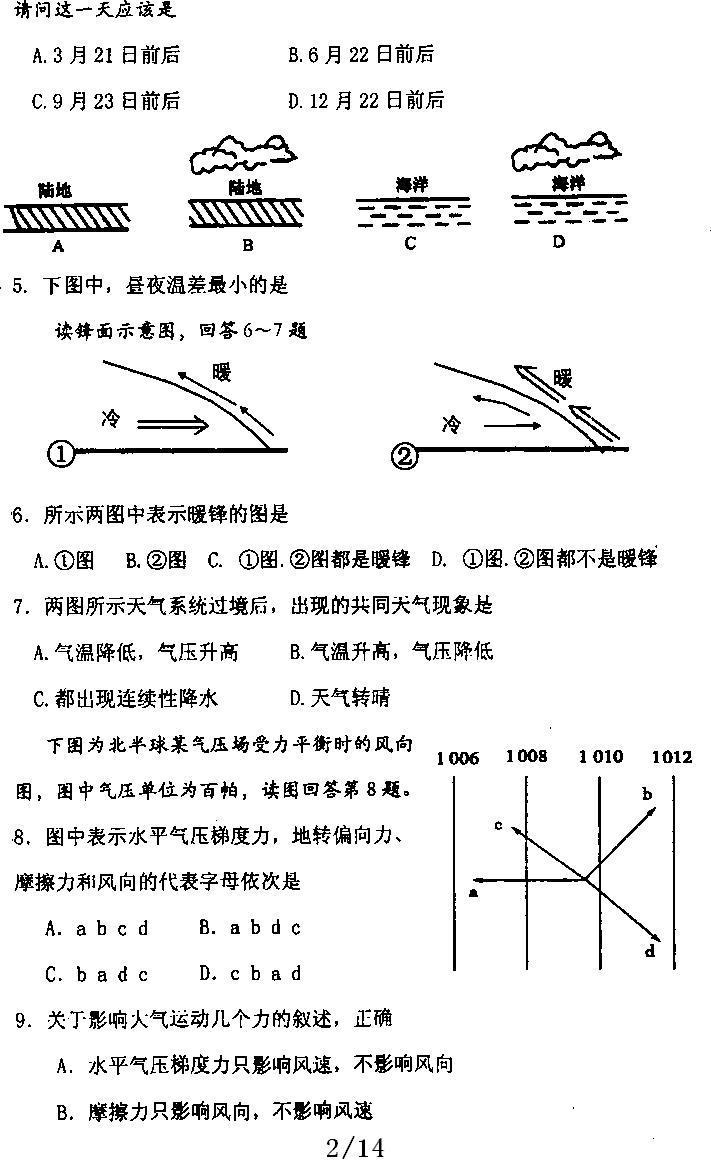 请问这一天应该是
A.3月21日前后 B.6月22日前后
C.9月23日前后 D.12月22日前后
陆地 陆地 海洋 海洋
A B C D
5. 下图中，昼夜温差最小的是
读锋面示意图，回答6～7题
暖 暖
冷 冷
① ②
6. 所示两图中表示暖锋的图是
A.①图 B.②图 C. ①图.②图都是暖锋 D. ①图.②图都不是暖锋
7. 两图所示天气系统过境后，出现的共同天气现象是
A.气温降低，气压升高 B.气温升高，气压降低
C.都出现连续性降水 D.天气转晴
下图为北半球某气压场受力平衡时的风向
图，图中气压单位为百帕，读图回答第8题。
1 006 1 008 1 010 1012
b
c
a
d
8. 图中表示水平气压梯度力，地转偏向力、
摩擦力和风向的代表字母依次是
A. a b c d B. a b d c
C. b a d c D. c b a d
9. 关于影响大气运动几个力的叙述，正确
A. 水平气压梯度力只影响风速，不影响风向
B. 摩擦力只影响风向，不影响风速
2/14